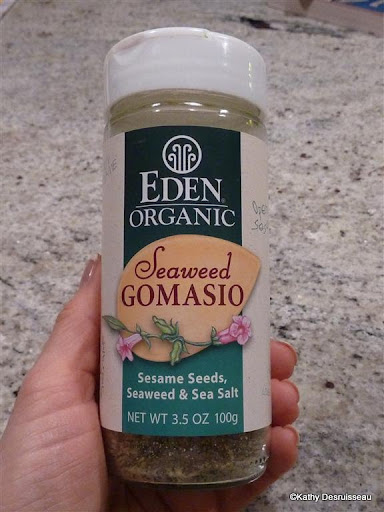 EDEN®
ORGANIC
Seaweed
GOMASIO
Sesame Seeds,
Seaweed & Sea Salt
NET WT 3.5 OZ 100g
©Kathy Desruisseau